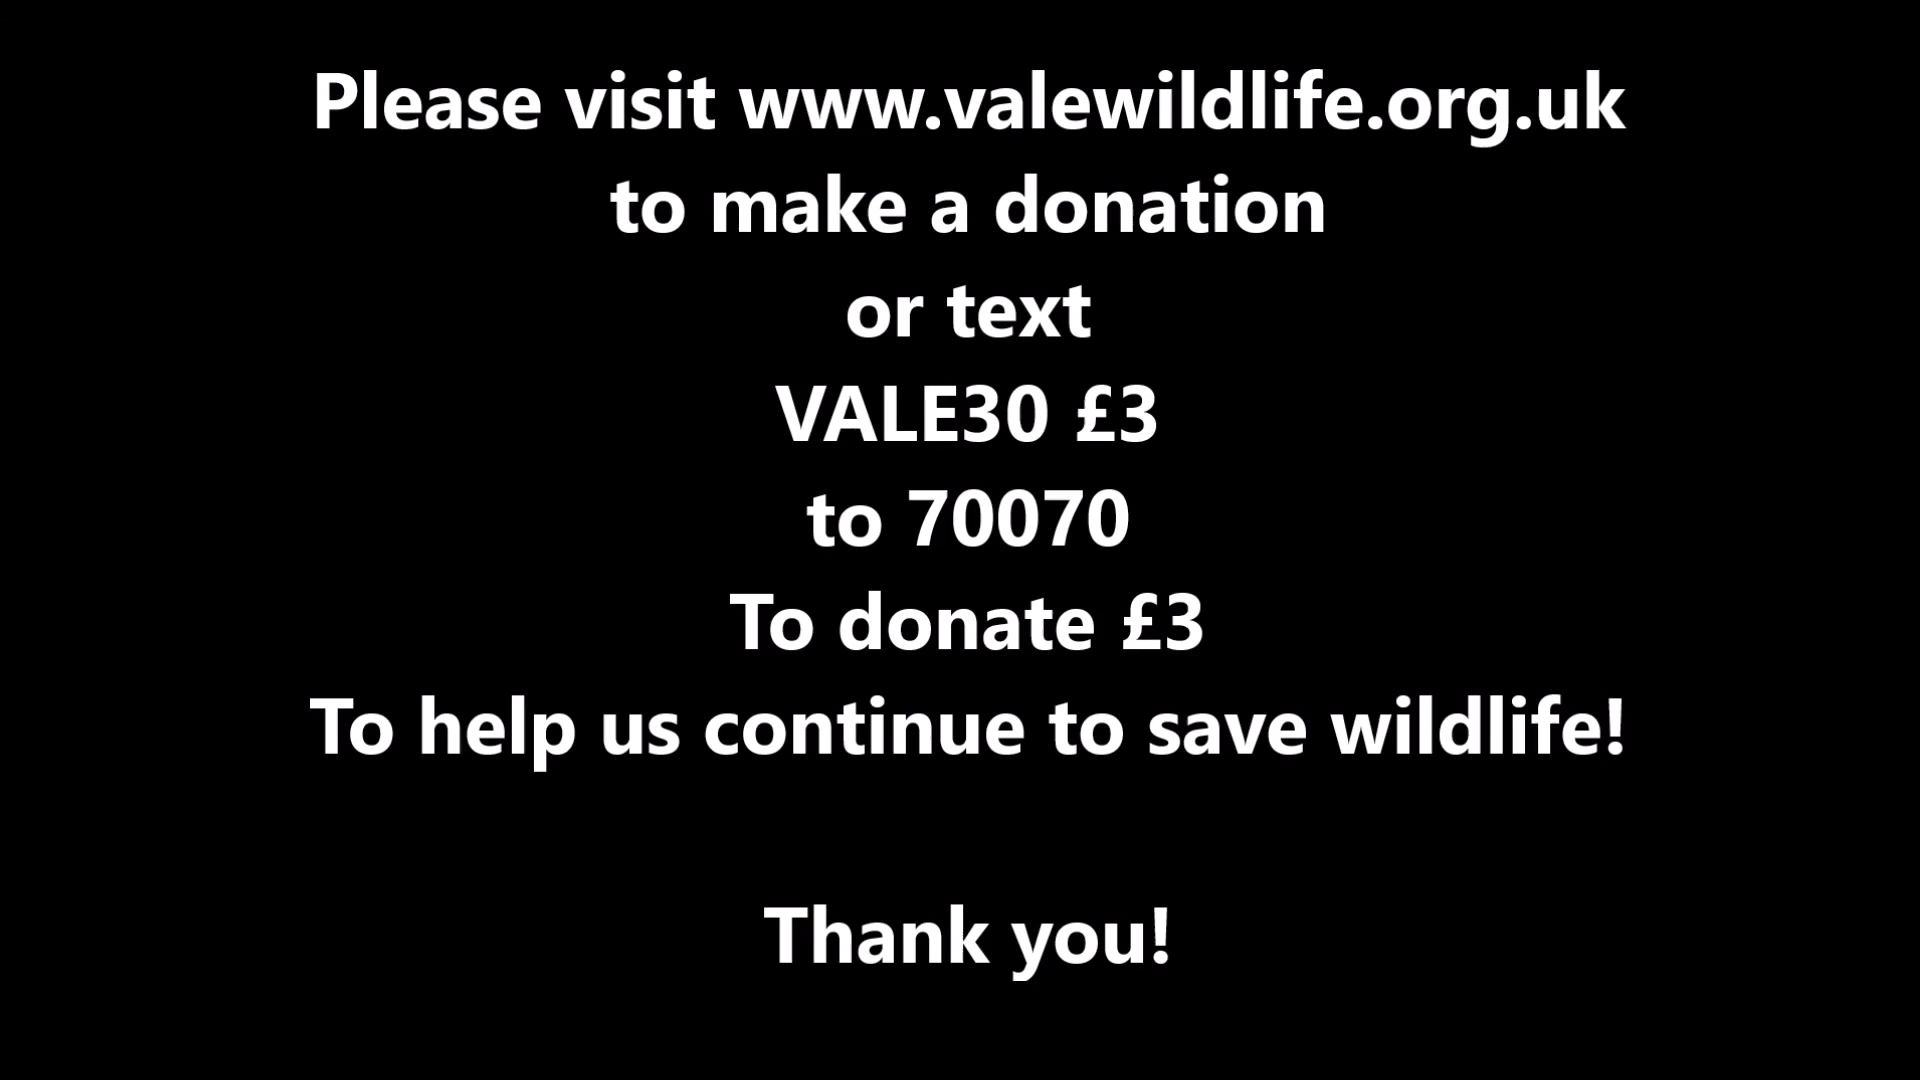 Please visit www.valewildlife.org.uk
to make a donation
or text
VALE30 £3
to 70070
To donate £3
To help us continue to save wildlife!
Thank you!